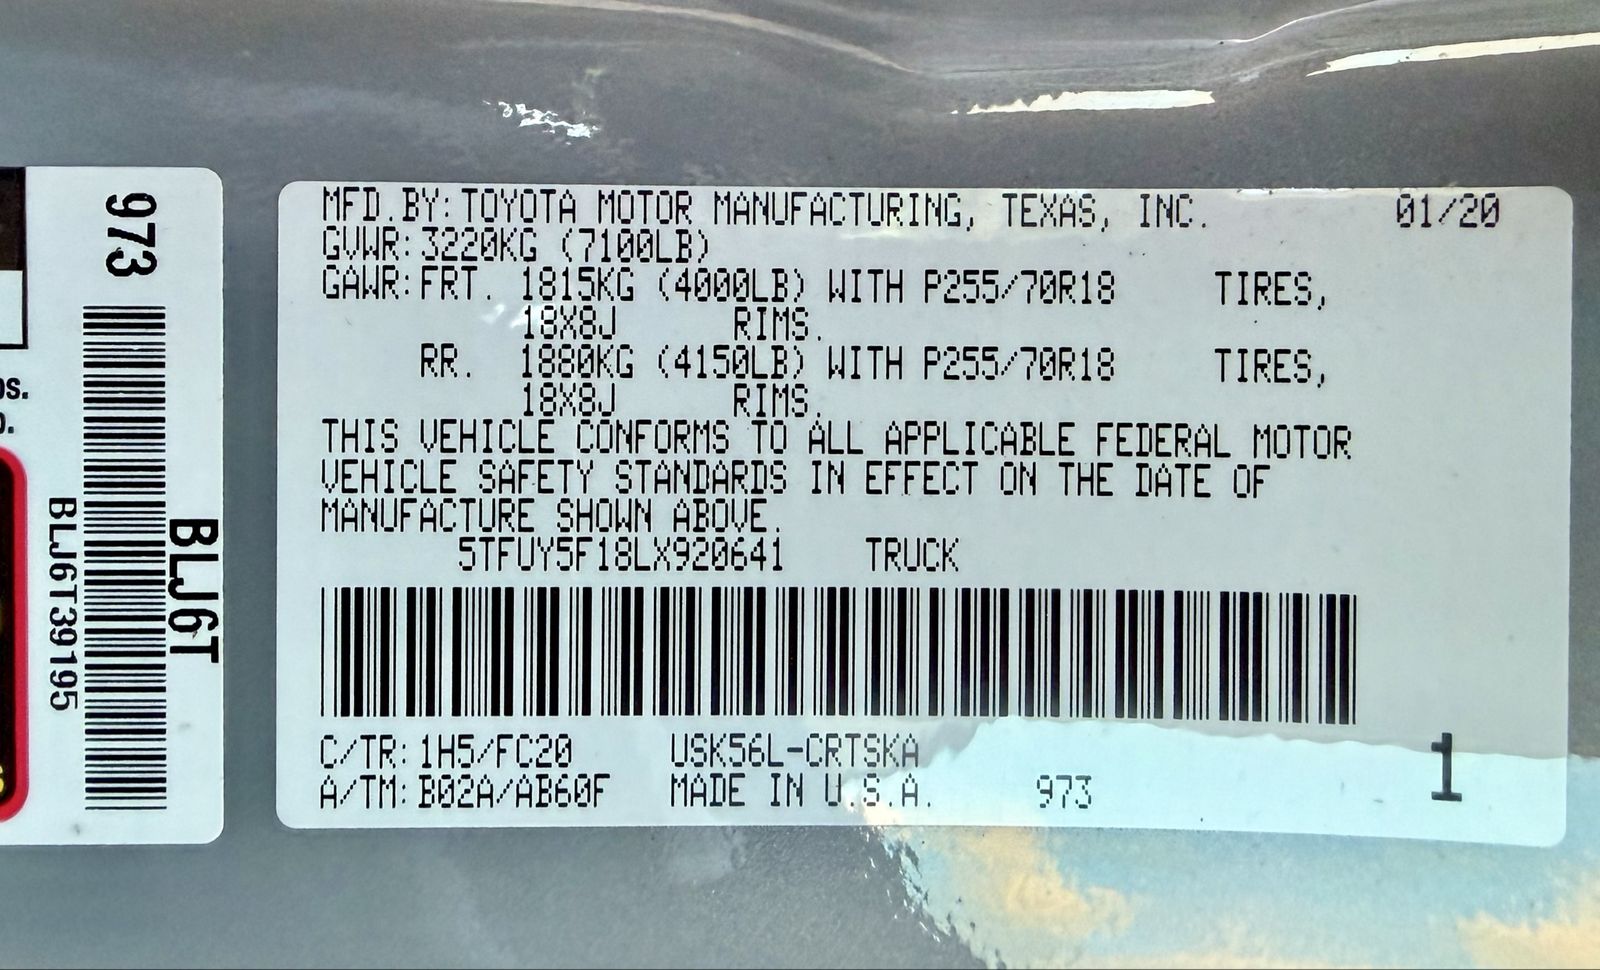 MFD.BY:TOYOTA MOTOR MANUFACTURING, TEXAS, INC. 01/20
GVWR:3220KG (7100LB)
GAWR:FRT. 1815KG (4000LB) WITH P255/70R18 TIRES,
18X8J RIMS.
RR. 1880KG (4150LB) WITH P255/70R18 TIRES,
18X8J RIMS.
THIS VEHICLE CONFORMS TO ALL APPLICABLE FEDERAL MOTOR
VEHICLE SAFETY STANDARDS IN EFFECT ON THE DATE OF
MANUFACTURE SHOWN ABOVE.
5TFUY5F18LX920641 TRUCK
C/TR:1H5/FC20 USK56L-CRTSKA
A/TM:B02A/AB60F MADE IN U.S.A. 973
1
973
BLJ6T
BLJ6T39195